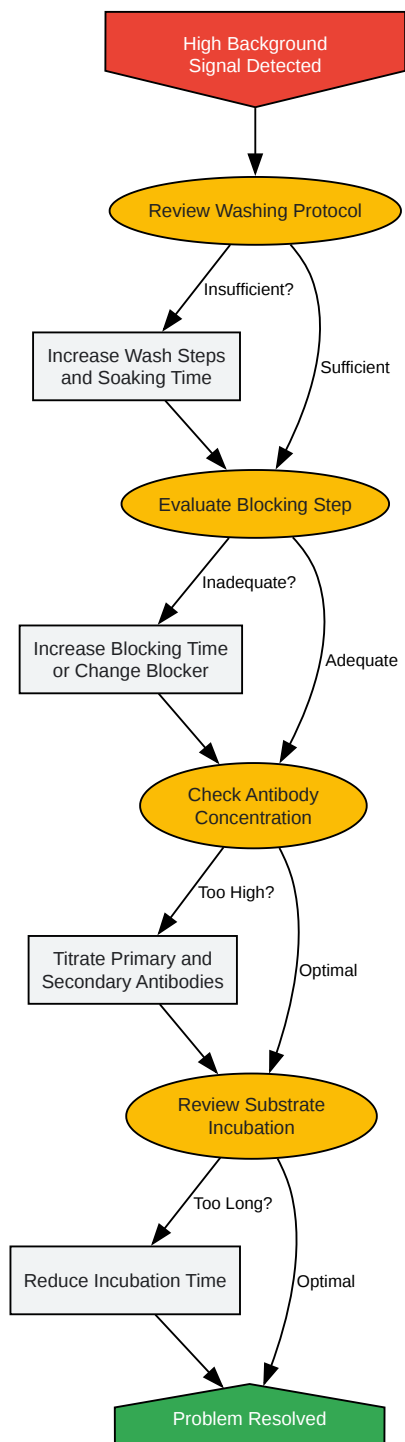 High Background
Signal Detected
Review Washing Protocol
Insufficient?
Increase Wash Steps
and Soaking Time
Sufficient
Evaluate Blocking Step
Inadequate?
Increase Blocking Time
or Change Blocker
Adequate
Check Antibody
Concentration
Too High?
Titrate Primary and
Secondary Antibodies
Optimal
Review Substrate
Incubation
Too Long?
Reduce Incubation Time
Optimal
Problem Resolved